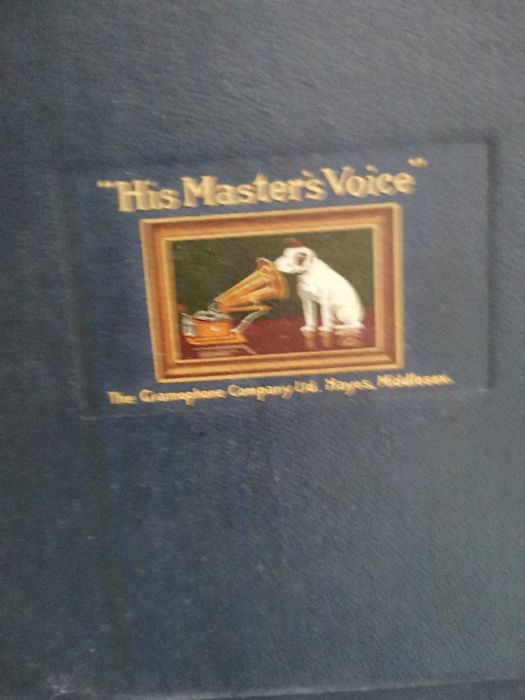 "His Master's Voice"
The Gramophone Company Ltd. Hayes, Middlesex.